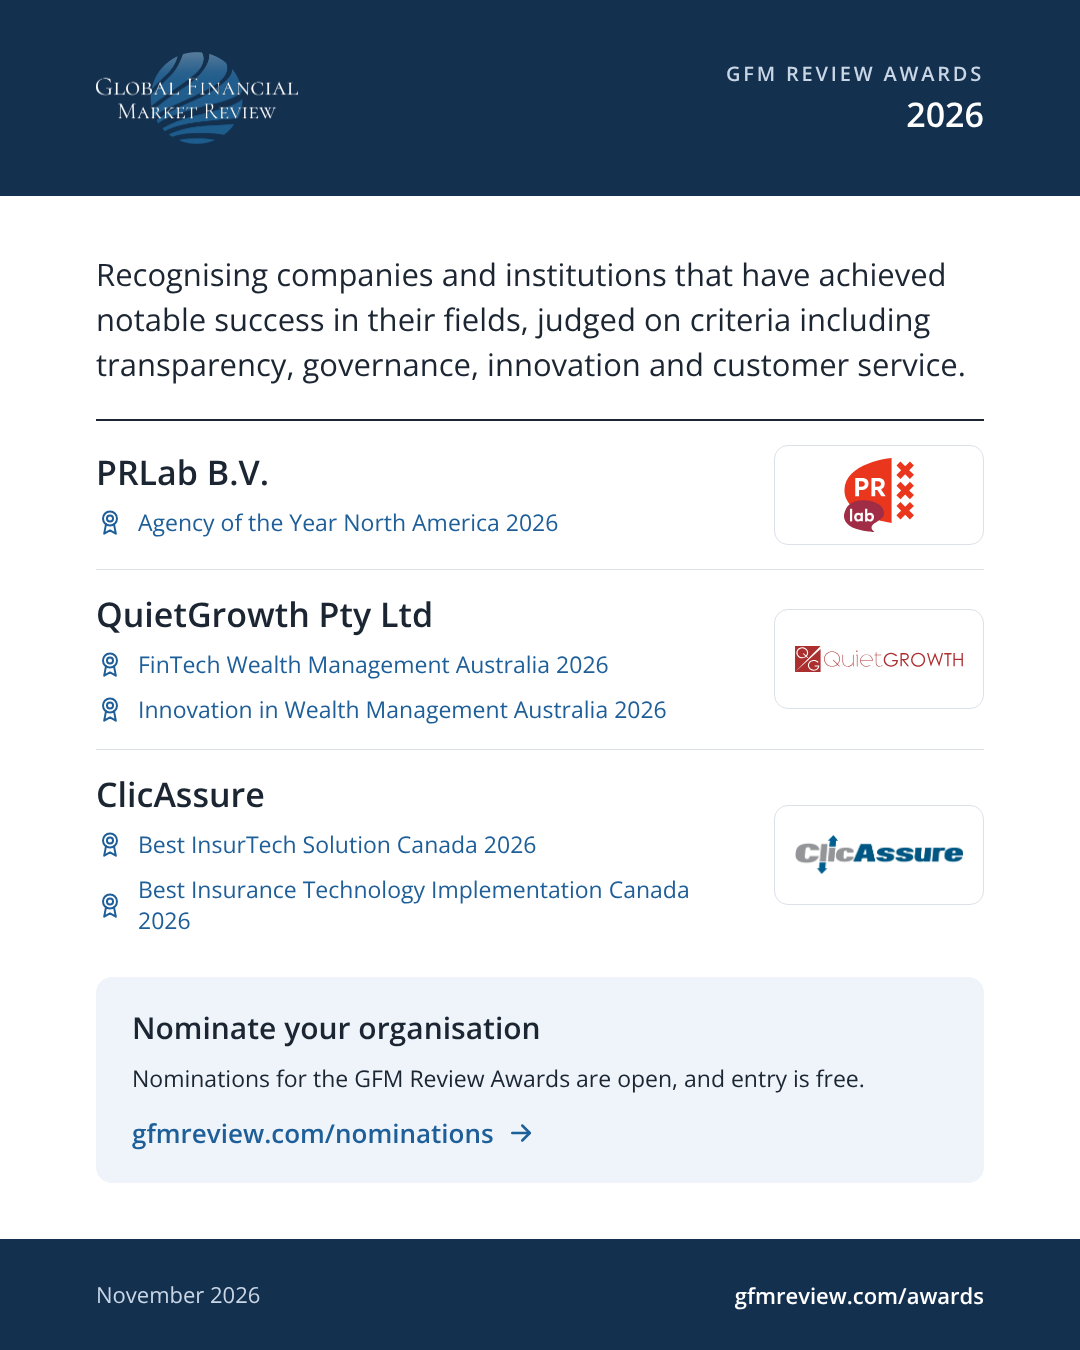 GLOBAL FINANCIAL
MARKET REVIEW
GFM REVIEW AWARDS
2026
Recognising companies and institutions that have achieved
notable success in their fields, judged on criteria including
transparency, governance, innovation and customer service.
PRLab B.V.
Agency of the Year North America 2026
PR
lab
QuietGrowth Pty Ltd
FinTech Wealth Management Australia 2026
Innovation in Wealth Management Australia 2026
QG QuietGROWTH
ClicAssure
Best InsurTech Solution Canada 2026
Best Insurance Technology Implementation Canada
2026
ClicAssure
Nominate your organisation
Nominations for the GFM Review Awards are open, and entry is free.
gfmreview.com/nominations →
November 2026
gfmreview.com/awards